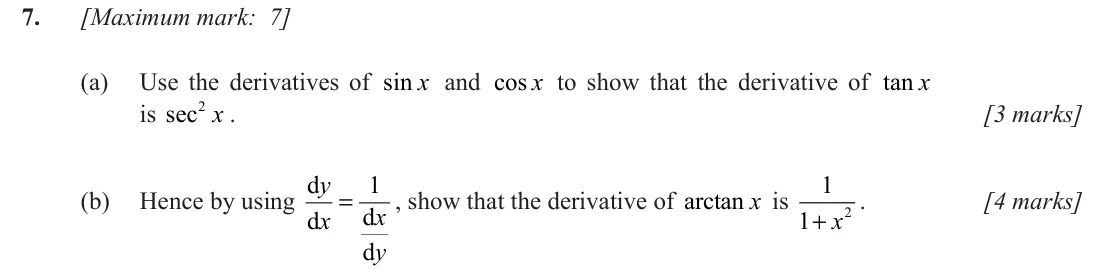 7. [Maximum mark: 7]
(a) Use the derivatives of sin x and cos x to show that the derivative of tan x
is sec² x . [3 marks]
(b) Hence by using dy/dx = 1/(dx/dy) , show that the derivative of arctan x is 1/(1+x²) . [4 marks]